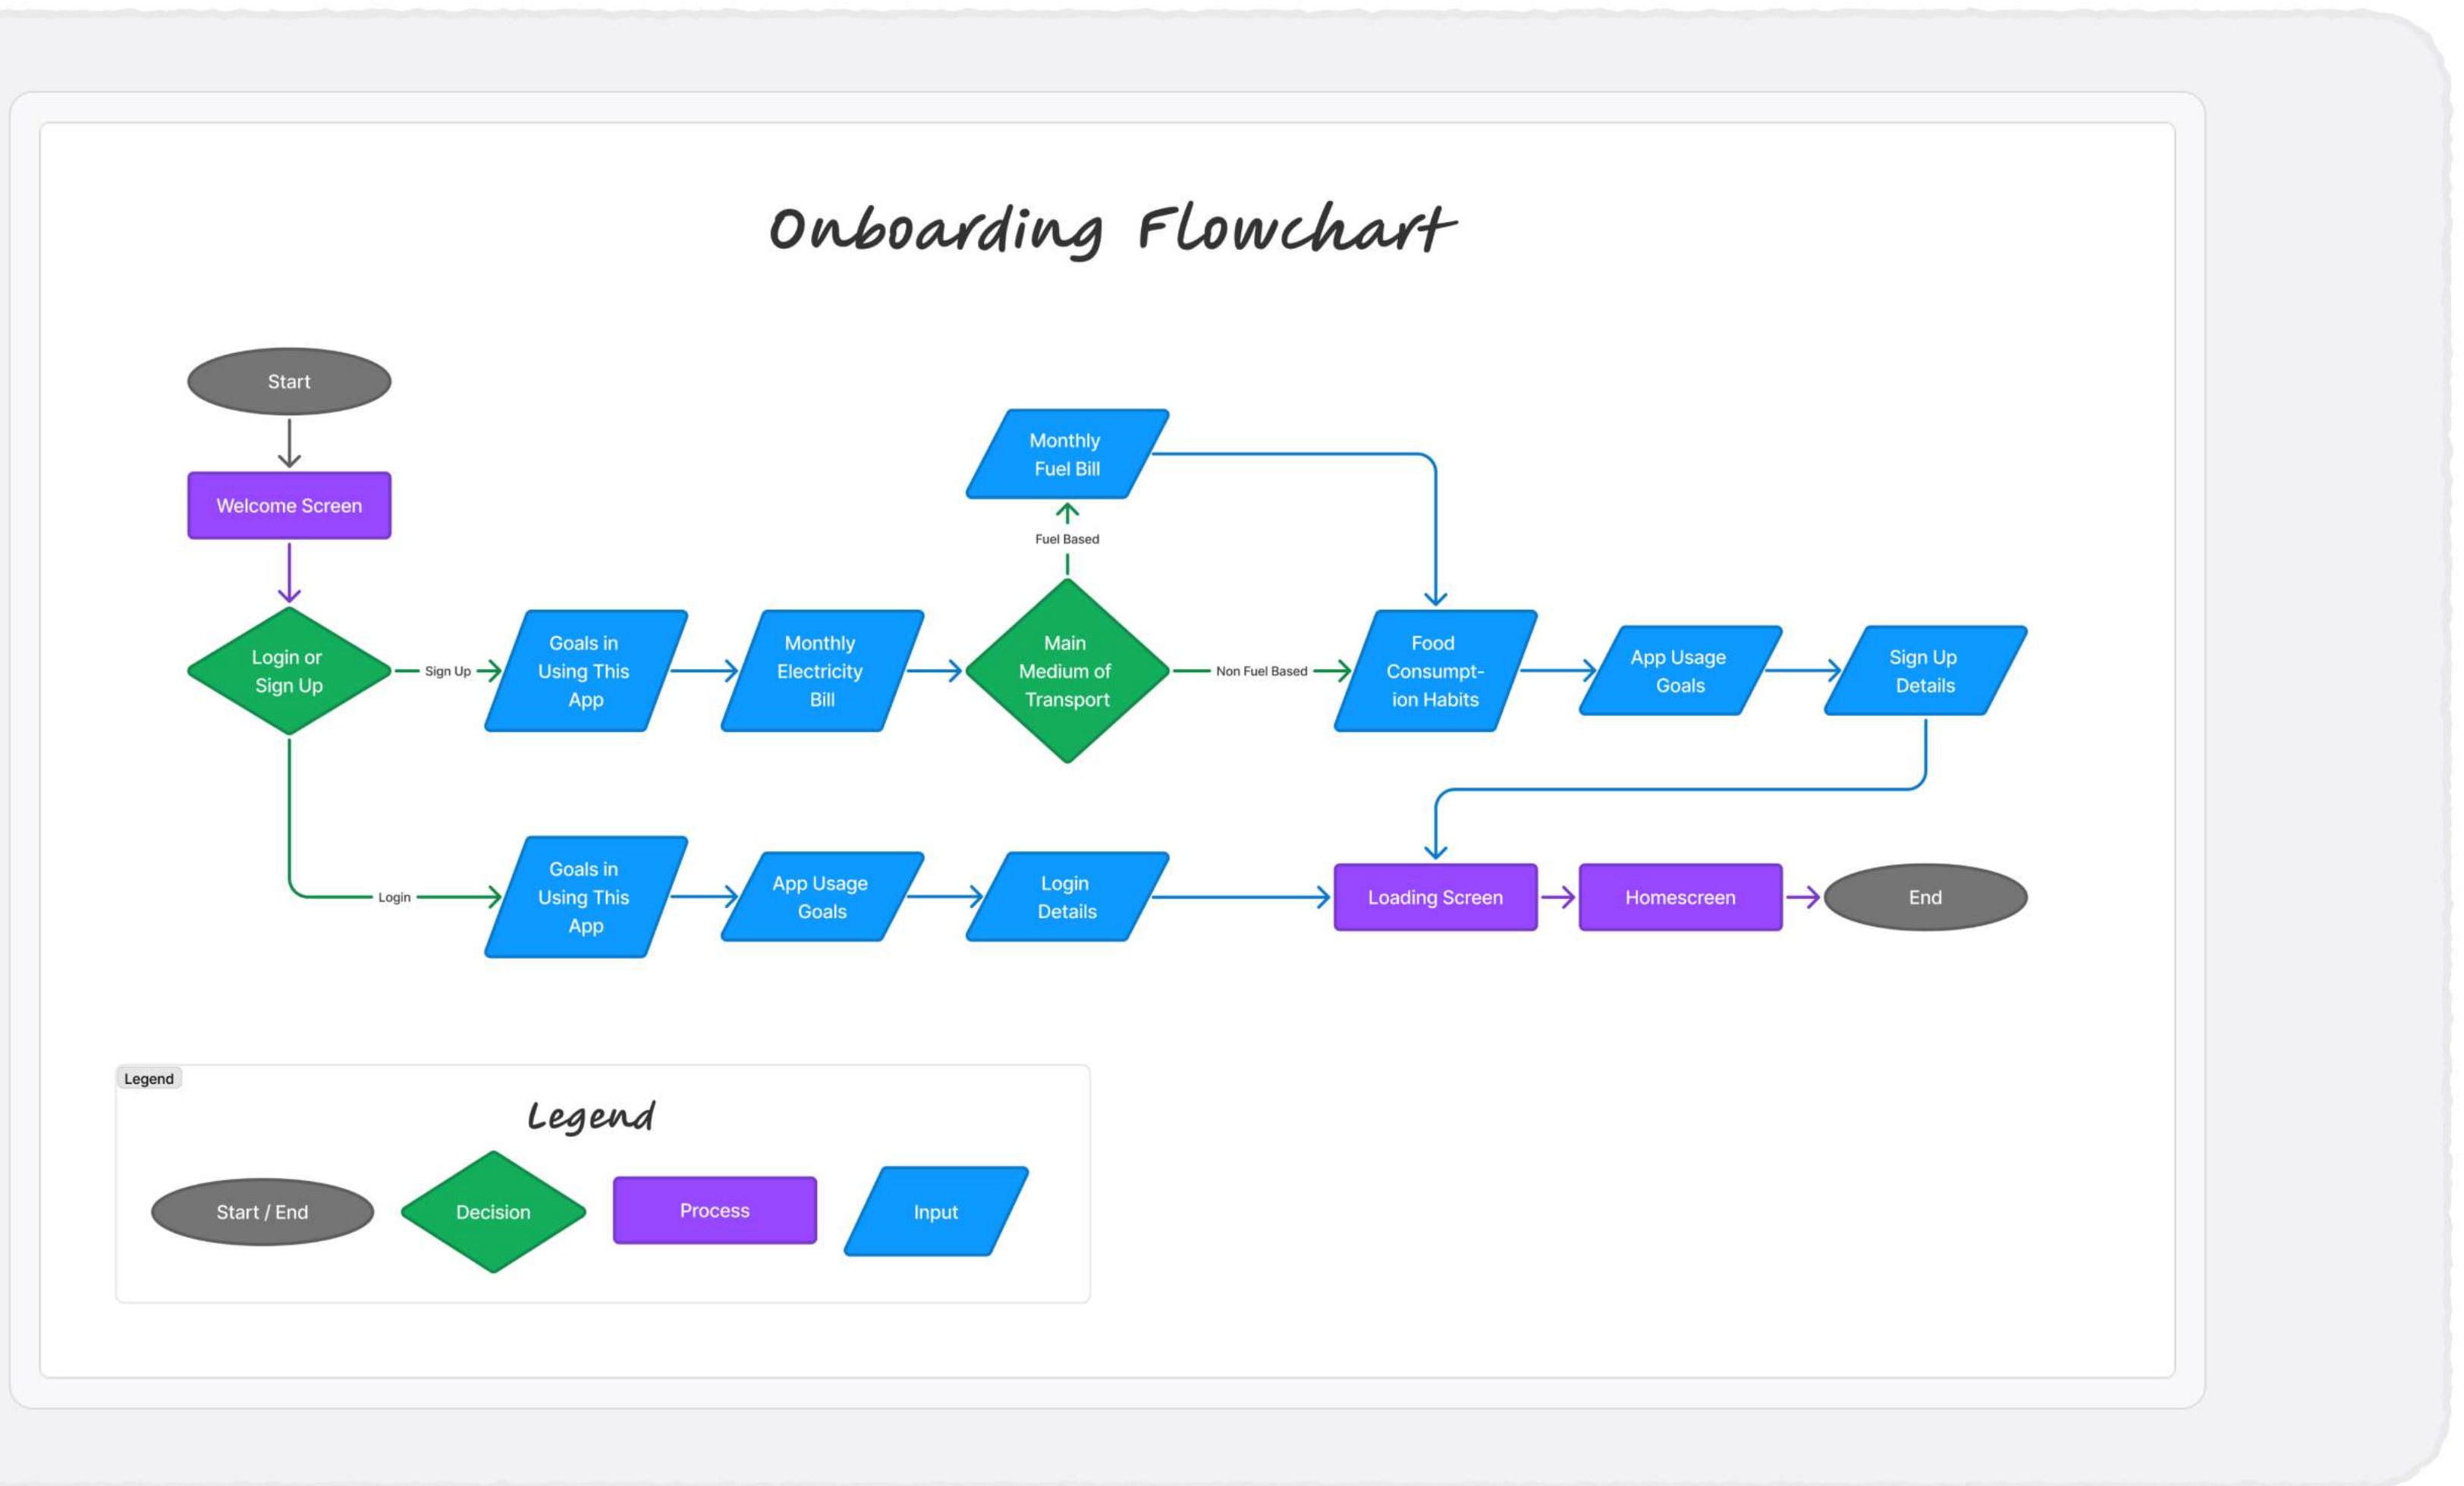 Onboarding Flowchart
Start
Welcome Screen
Login or
Sign Up
Sign Up
Goals in
Using This
App
Monthly
Electricity
Bill
Main
Medium of
Transport
Fuel Based
Monthly
Fuel Bill
Non Fuel Based
Food
Consumpt-
ion Habits
App Usage
Goals
Sign Up
Details
Login
Goals in
Using This
App
App Usage
Goals
Login
Details
Loading Screen
Homescreen
End
Legend
Legend
Start / End
Decision
Process
Input